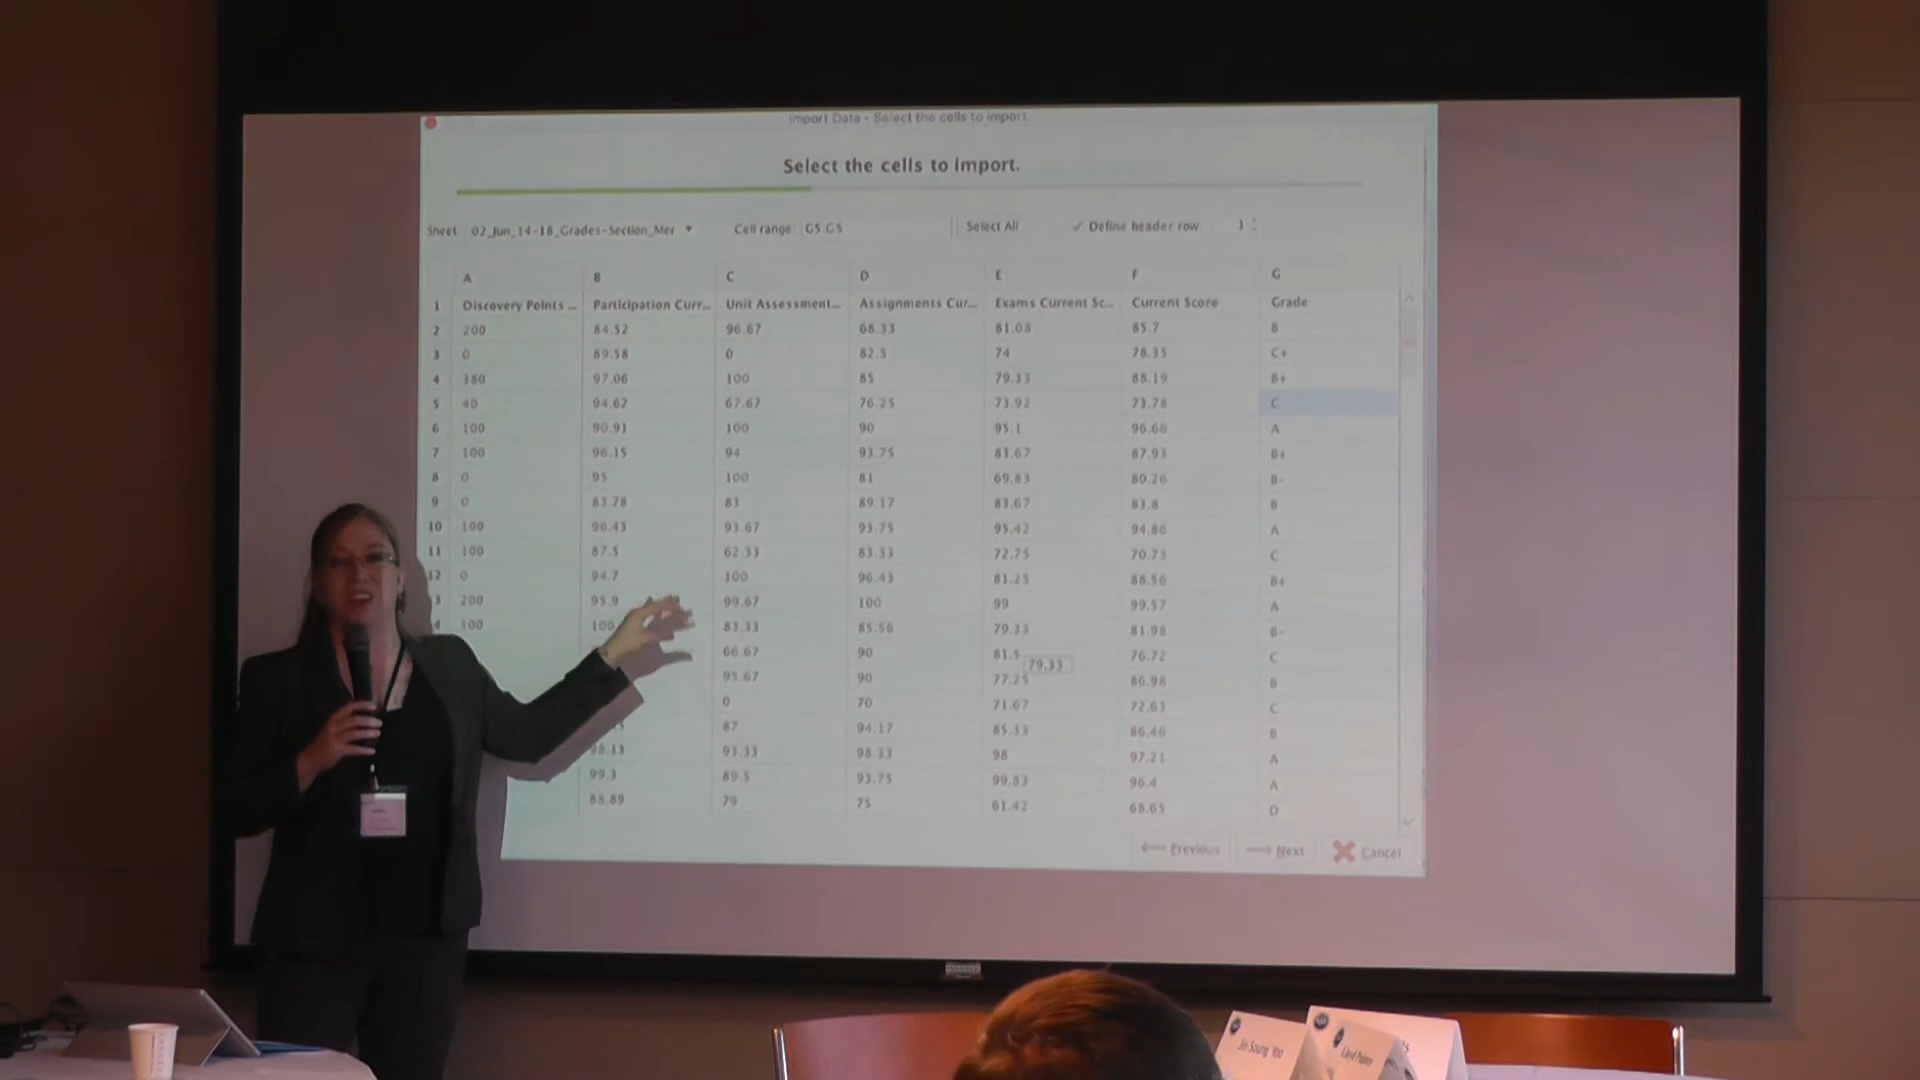 Import Data - Select the cells to import.
Select the cells to import.
Sheet 02_Jun_14-18_Grades-Section_Mer ▼ Cell range: G5:G5 Select All ✓ Define header row 1
A B C D E F G
1 Discovery Points ... Participation Curr... Unit Assessment... Assignments Cur... Exams Current Sc... Current Score Grade
2 200 84.52 96.67 68.33 81.08 85.7 B
3 0 89.58 0 82.5 74 78.35 C+
4 380 97.06 100 85 79.33 88.19 B+
5 40 94.62 67.67 76.25 73.92 73.78 C
6 100 90.91 100 90 95.1 96.66 A
7 100 96.15 94 93.75 83.67 87.93 B+
8 0 95 100 81 69.83 80.26 B-
9 0 83.78 83 89.17 83.67 83.8 B
10 100 96.43 93.67 93.75 95.42 94.86 A
11 100 87.5 62.33 83.33 72.75 70.73 C
12 0 94.7 100 96.43 81.25 88.56 B+
3 200 95.9 99.67 100 99 99.57 A
4 100 100 83.33 85.56 79.33 81.98 B-
66.67 90 81.5 76.72 C
79.33
95.67 90 77.25 80.98 B
0 70 71.67 72.63 C
87 94.17 85.33 86.46 B
98.13 93.33 98.33 98 97.21 A
99.3 89.5 93.75 99.83 96.4 A
88.89 79 75 61.42 68.65 D
Previous Next Cancel
Jin Soung Yoo
Lloyd